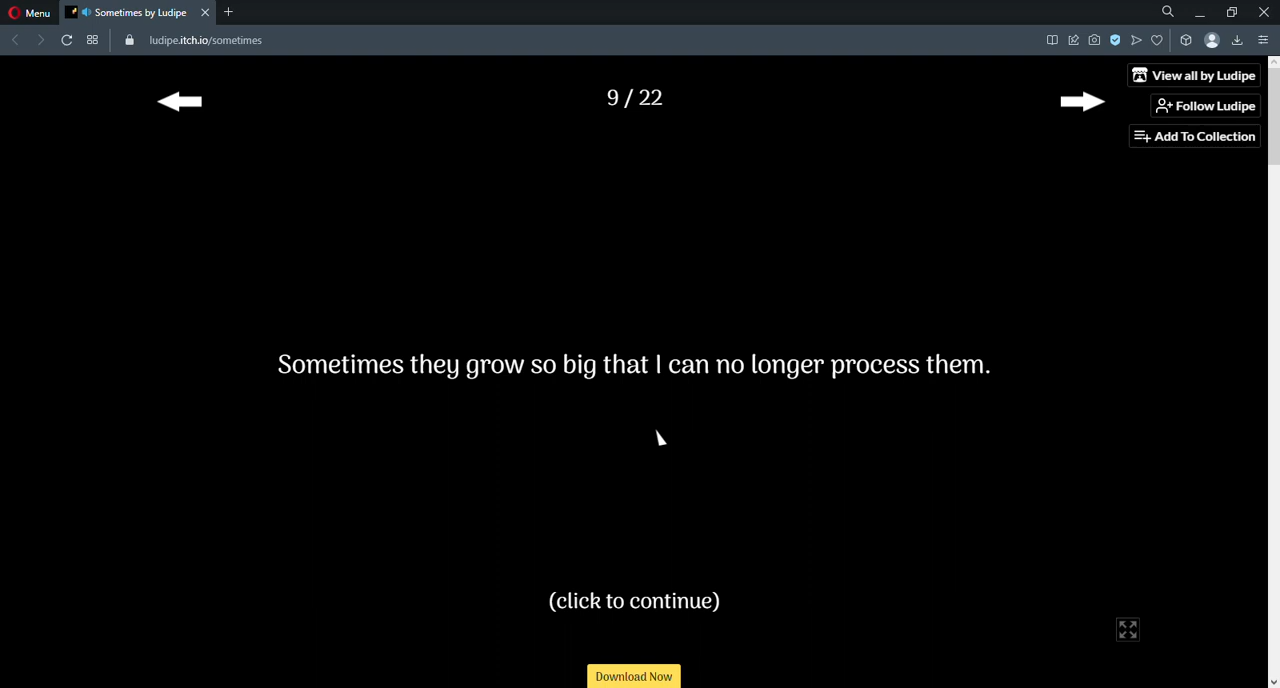 Menu
Sometimes by Ludipe
ludipe.itch.io/sometimes
View all by Ludipe
9 / 22
Follow Ludipe
Add To Collection
Sometimes they grow so big that I can no longer process them.
(click to continue)
Download Now